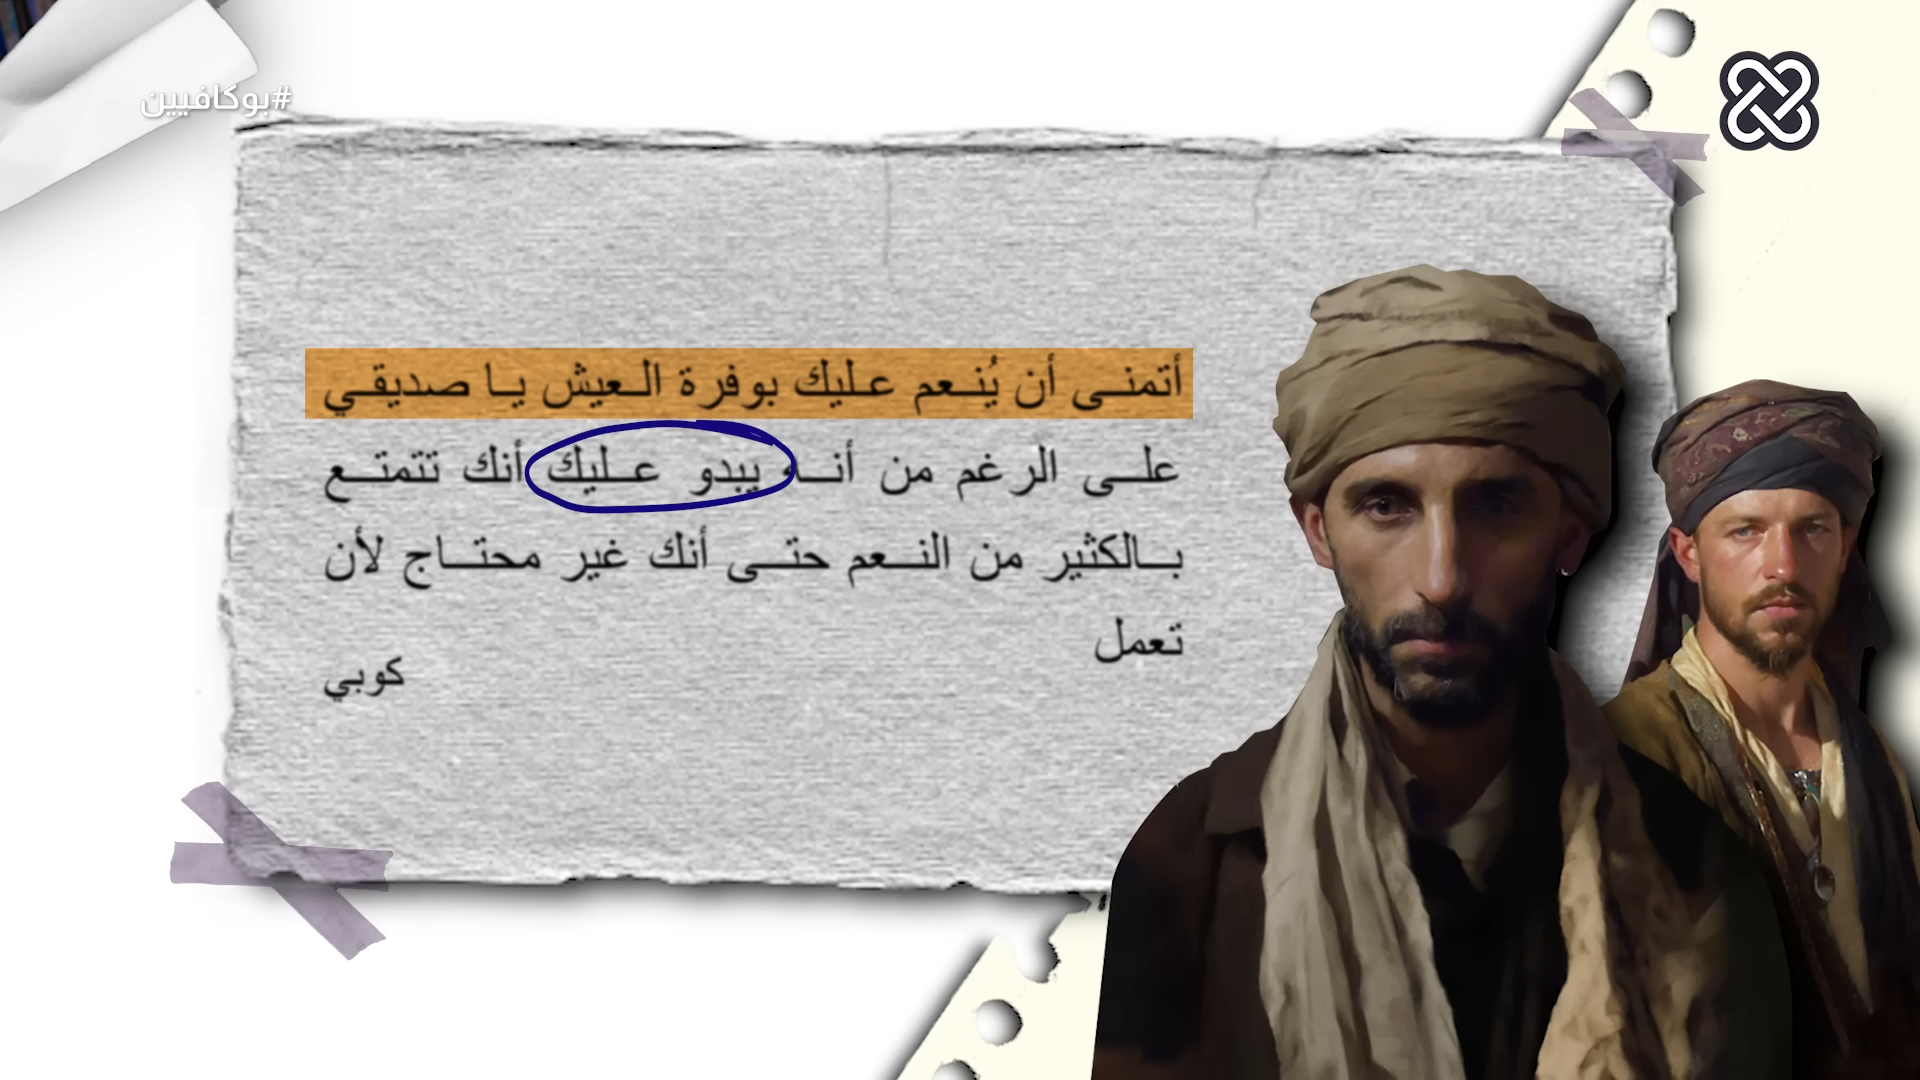 #بوكافيين
أتمنى أن يُنعم عليك بوفرة العيش يا صديقي
على الرغم من أنه يبدو عليك أنك تتمتع
بالكثير من النعم حتى أنك غير محتاج لأن
تعمل
كوبي